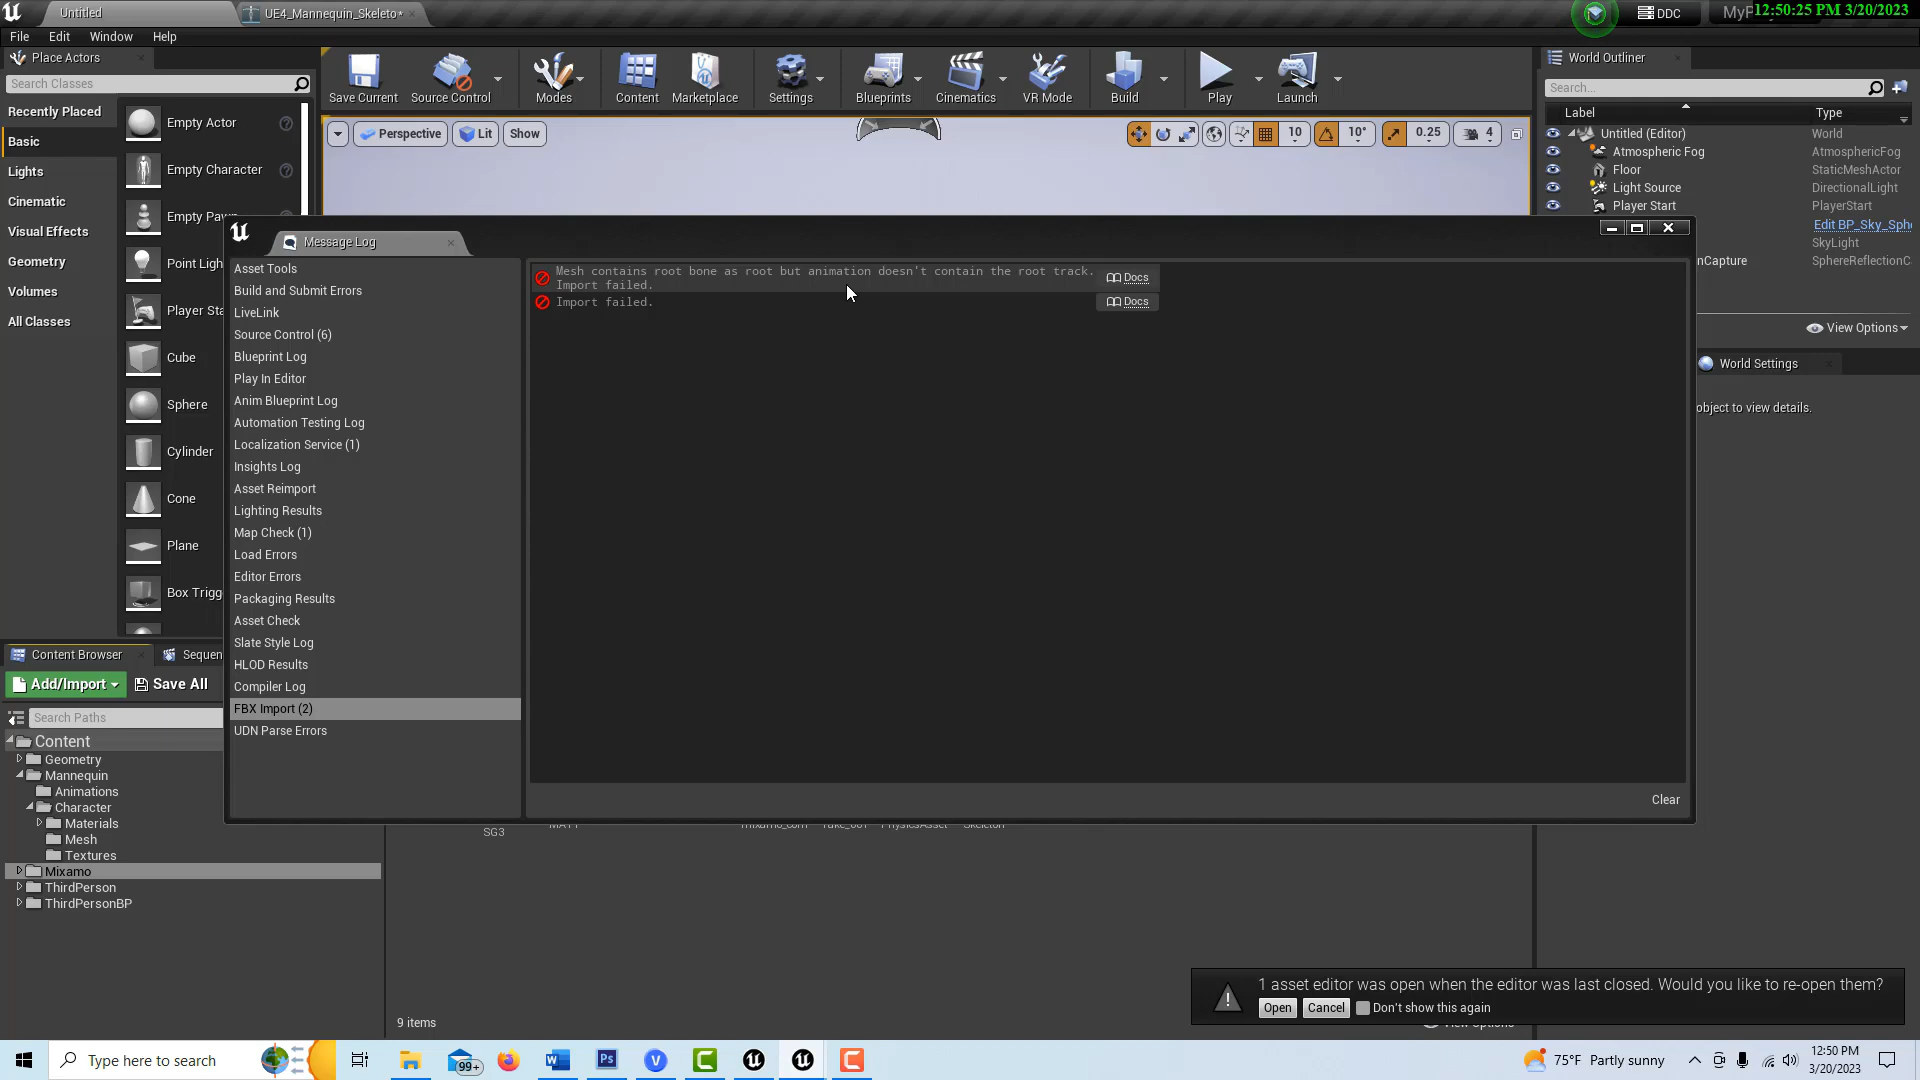 Untitled
UE4_Mannequin_Skeleto*
DDC
MyP
12:50:25 PM 3/20/2023
File Edit Window Help
Place Actors
Search Classes
Recently Placed
Basic
Lights
Cinematic
Visual Effects
Geometry
Volumes
All Classes
Empty Actor
Empty Character
Empty Pawn
Point Ligh
Player Sta
Cube
Sphere
Cylinder
Cone
Plane
Box Trigg
Save Current
Source Control
Modes
Content
Marketplace
Settings
Blueprints
Cinematics
VR Mode
Build
Play
Launch
Perspective
Lit
Show
10
10°
0.25
4
World Outliner
Search...
Label Type
Untitled (Editor) World
Atmospheric Fog AtmosphericFog
Floor StaticMeshActor
Light Source DirectionalLight
Player Start PlayerStart
Edit BP_Sky_Sphe
SkyLight
nCapture SphereReflectionC
View Options
World Settings
object to view details.
Message Log
Asset Tools
Build and Submit Errors
LiveLink
Source Control (6)
Blueprint Log
Play In Editor
Anim Blueprint Log
Automation Testing Log
Localization Service (1)
Insights Log
Asset Reimport
Lighting Results
Map Check (1)
Load Errors
Editor Errors
Packaging Results
Asset Check
Slate Style Log
HLOD Results
Compiler Log
FBX Import (2)
UDN Parse Errors
Mesh contains root bone as root but animation doesn't contain the root track.
Import failed.
Docs
Import failed.
Docs
Clear
Content Browser
Sequen
Add/Import
Save All
Search Paths
Content
Geometry
Mannequin
Animations
Character
Materials
Mesh
Textures
Mixamo
ThirdPerson
ThirdPersonBP
SG3
PhysicsAsset
Skeleton
9 items
View Options
1 asset editor was open when the editor was last closed. Would you like to re-open them?
Open
Cancel
Don't show this again
Type here to search
99+
75°F Partly sunny
12:50 PM
3/20/2023